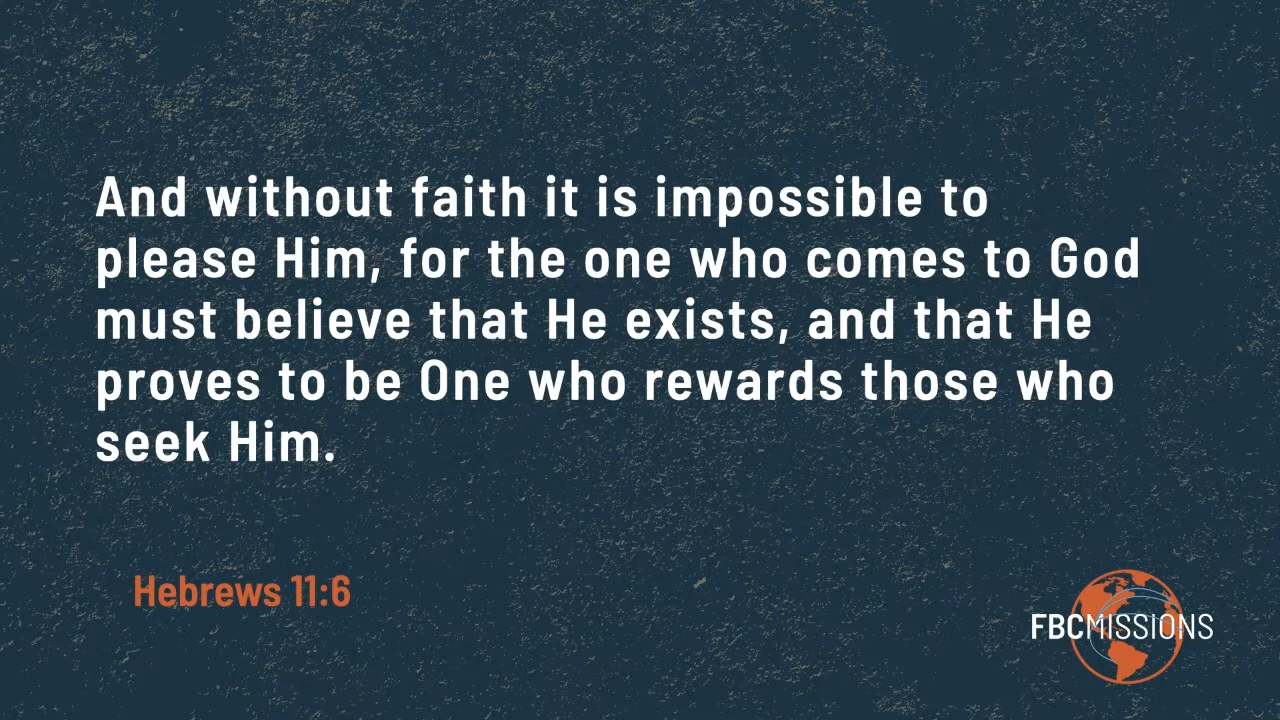 And without faith it is impossible to
please Him, for the one who comes to God
must believe that He exists, and that He
proves to be One who rewards those who
seek Him.
Hebrews 11:6
FBCMISSIONS